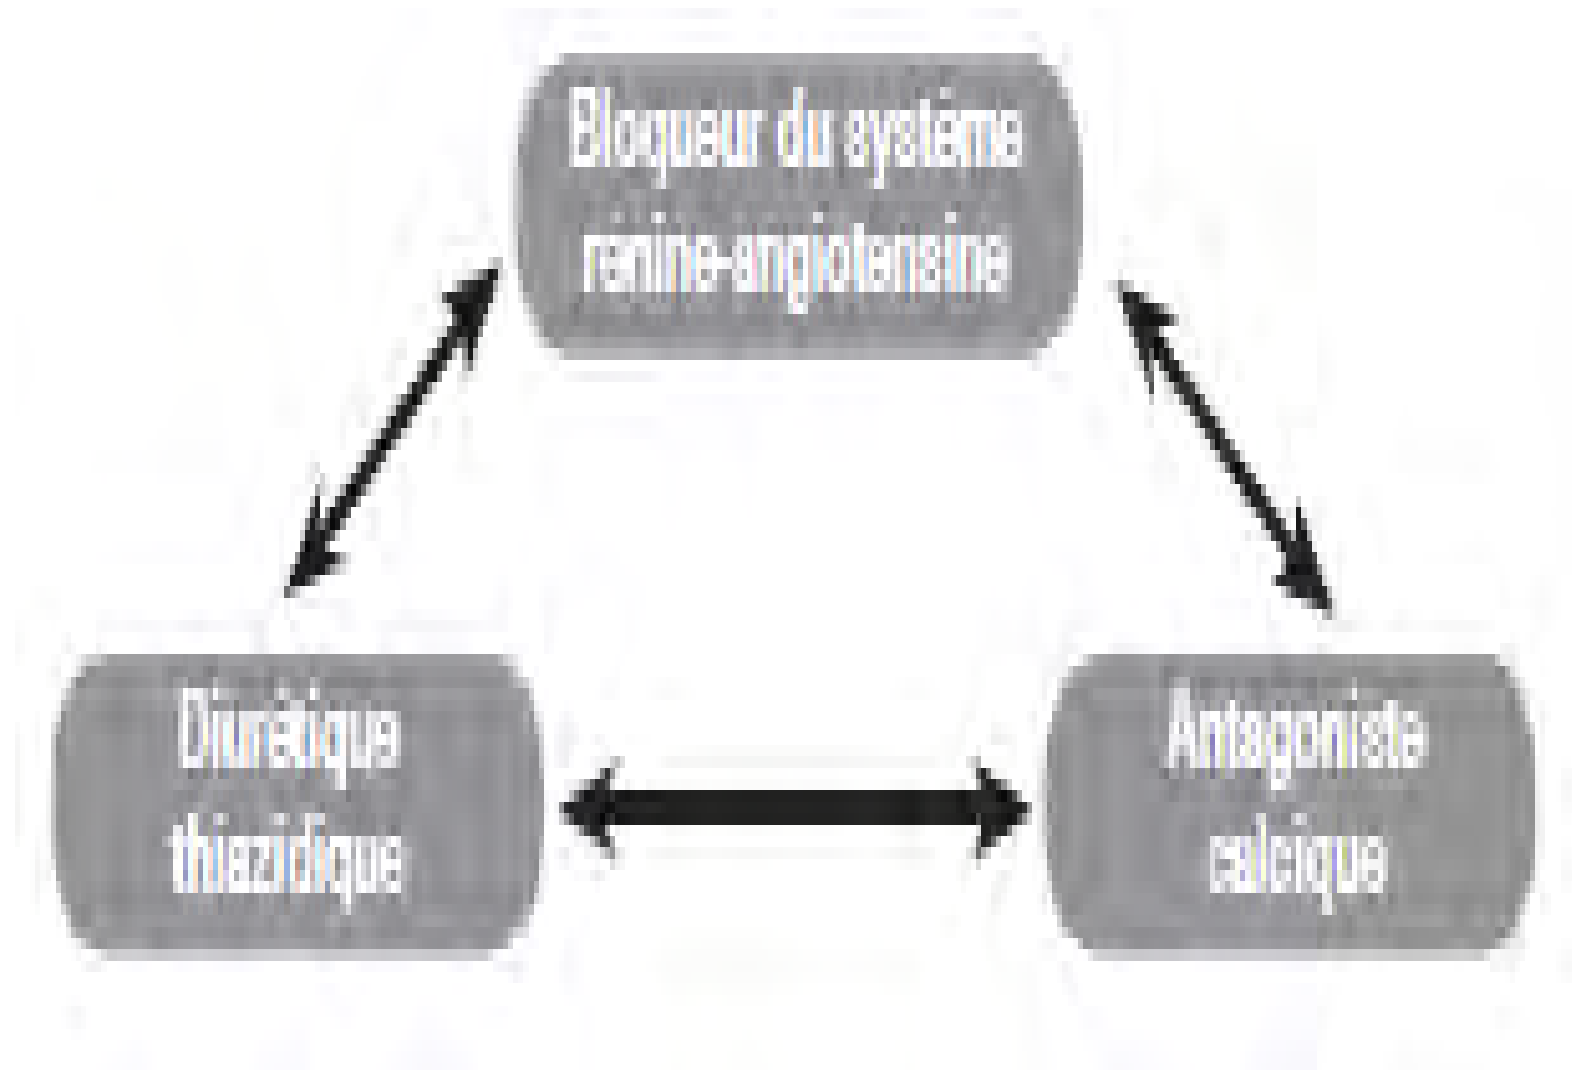 Bloqueur du système
rénine-angiotensine
Diurétique
thiazidique
Antagoniste
calcique